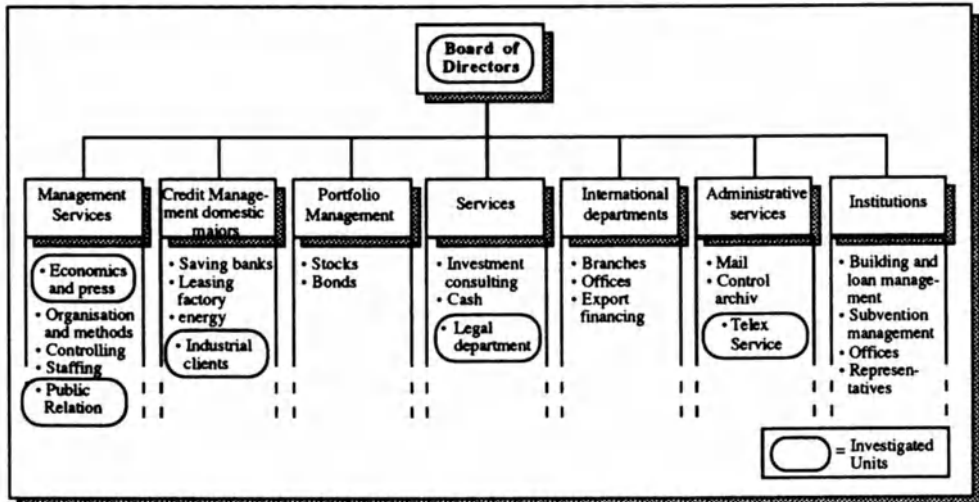 Board of
Directors
Management
Services
Credit Manage-
ment domestic
majors
Portfolio
Management
Services
International
departments
Administrative
services
Institutions
• Economics
and press
• Organisation
and methods
• Controlling
• Staffing
• Public
Relation
• Saving banks
• Leasing
factory
• energy
• Industrial
clients
• Stocks
• Bonds
• Investment
consulting
• Cash
• Legal
department
• Branches
• Offices
• Export
financing
• Mail
• Control
archiv
• Telex
Service
• Building and
loan manage-
ment
• Subvention
management
• Offices
• Represen-
tatives
= Investigated
Units